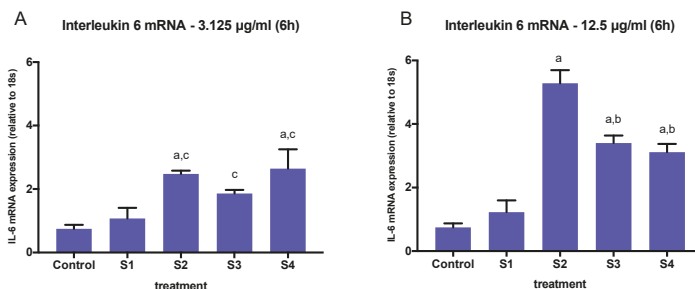 A
Interleukin 6 mRNA - 3.125 µg/ml (6h)
IL-6 mRNA expression (relative to 18s)
6
4
2
0
a,c
c
a,c
Control
S1
S2
S3
S4
treatment
B
Interleukin 6 mRNA - 12.5 µg/ml (6h)
IL-6 mRNA expression (relative to 18s)
6
4
2
0
a
a,b
a,b
Control
S1
S2
S3
S4
treatment